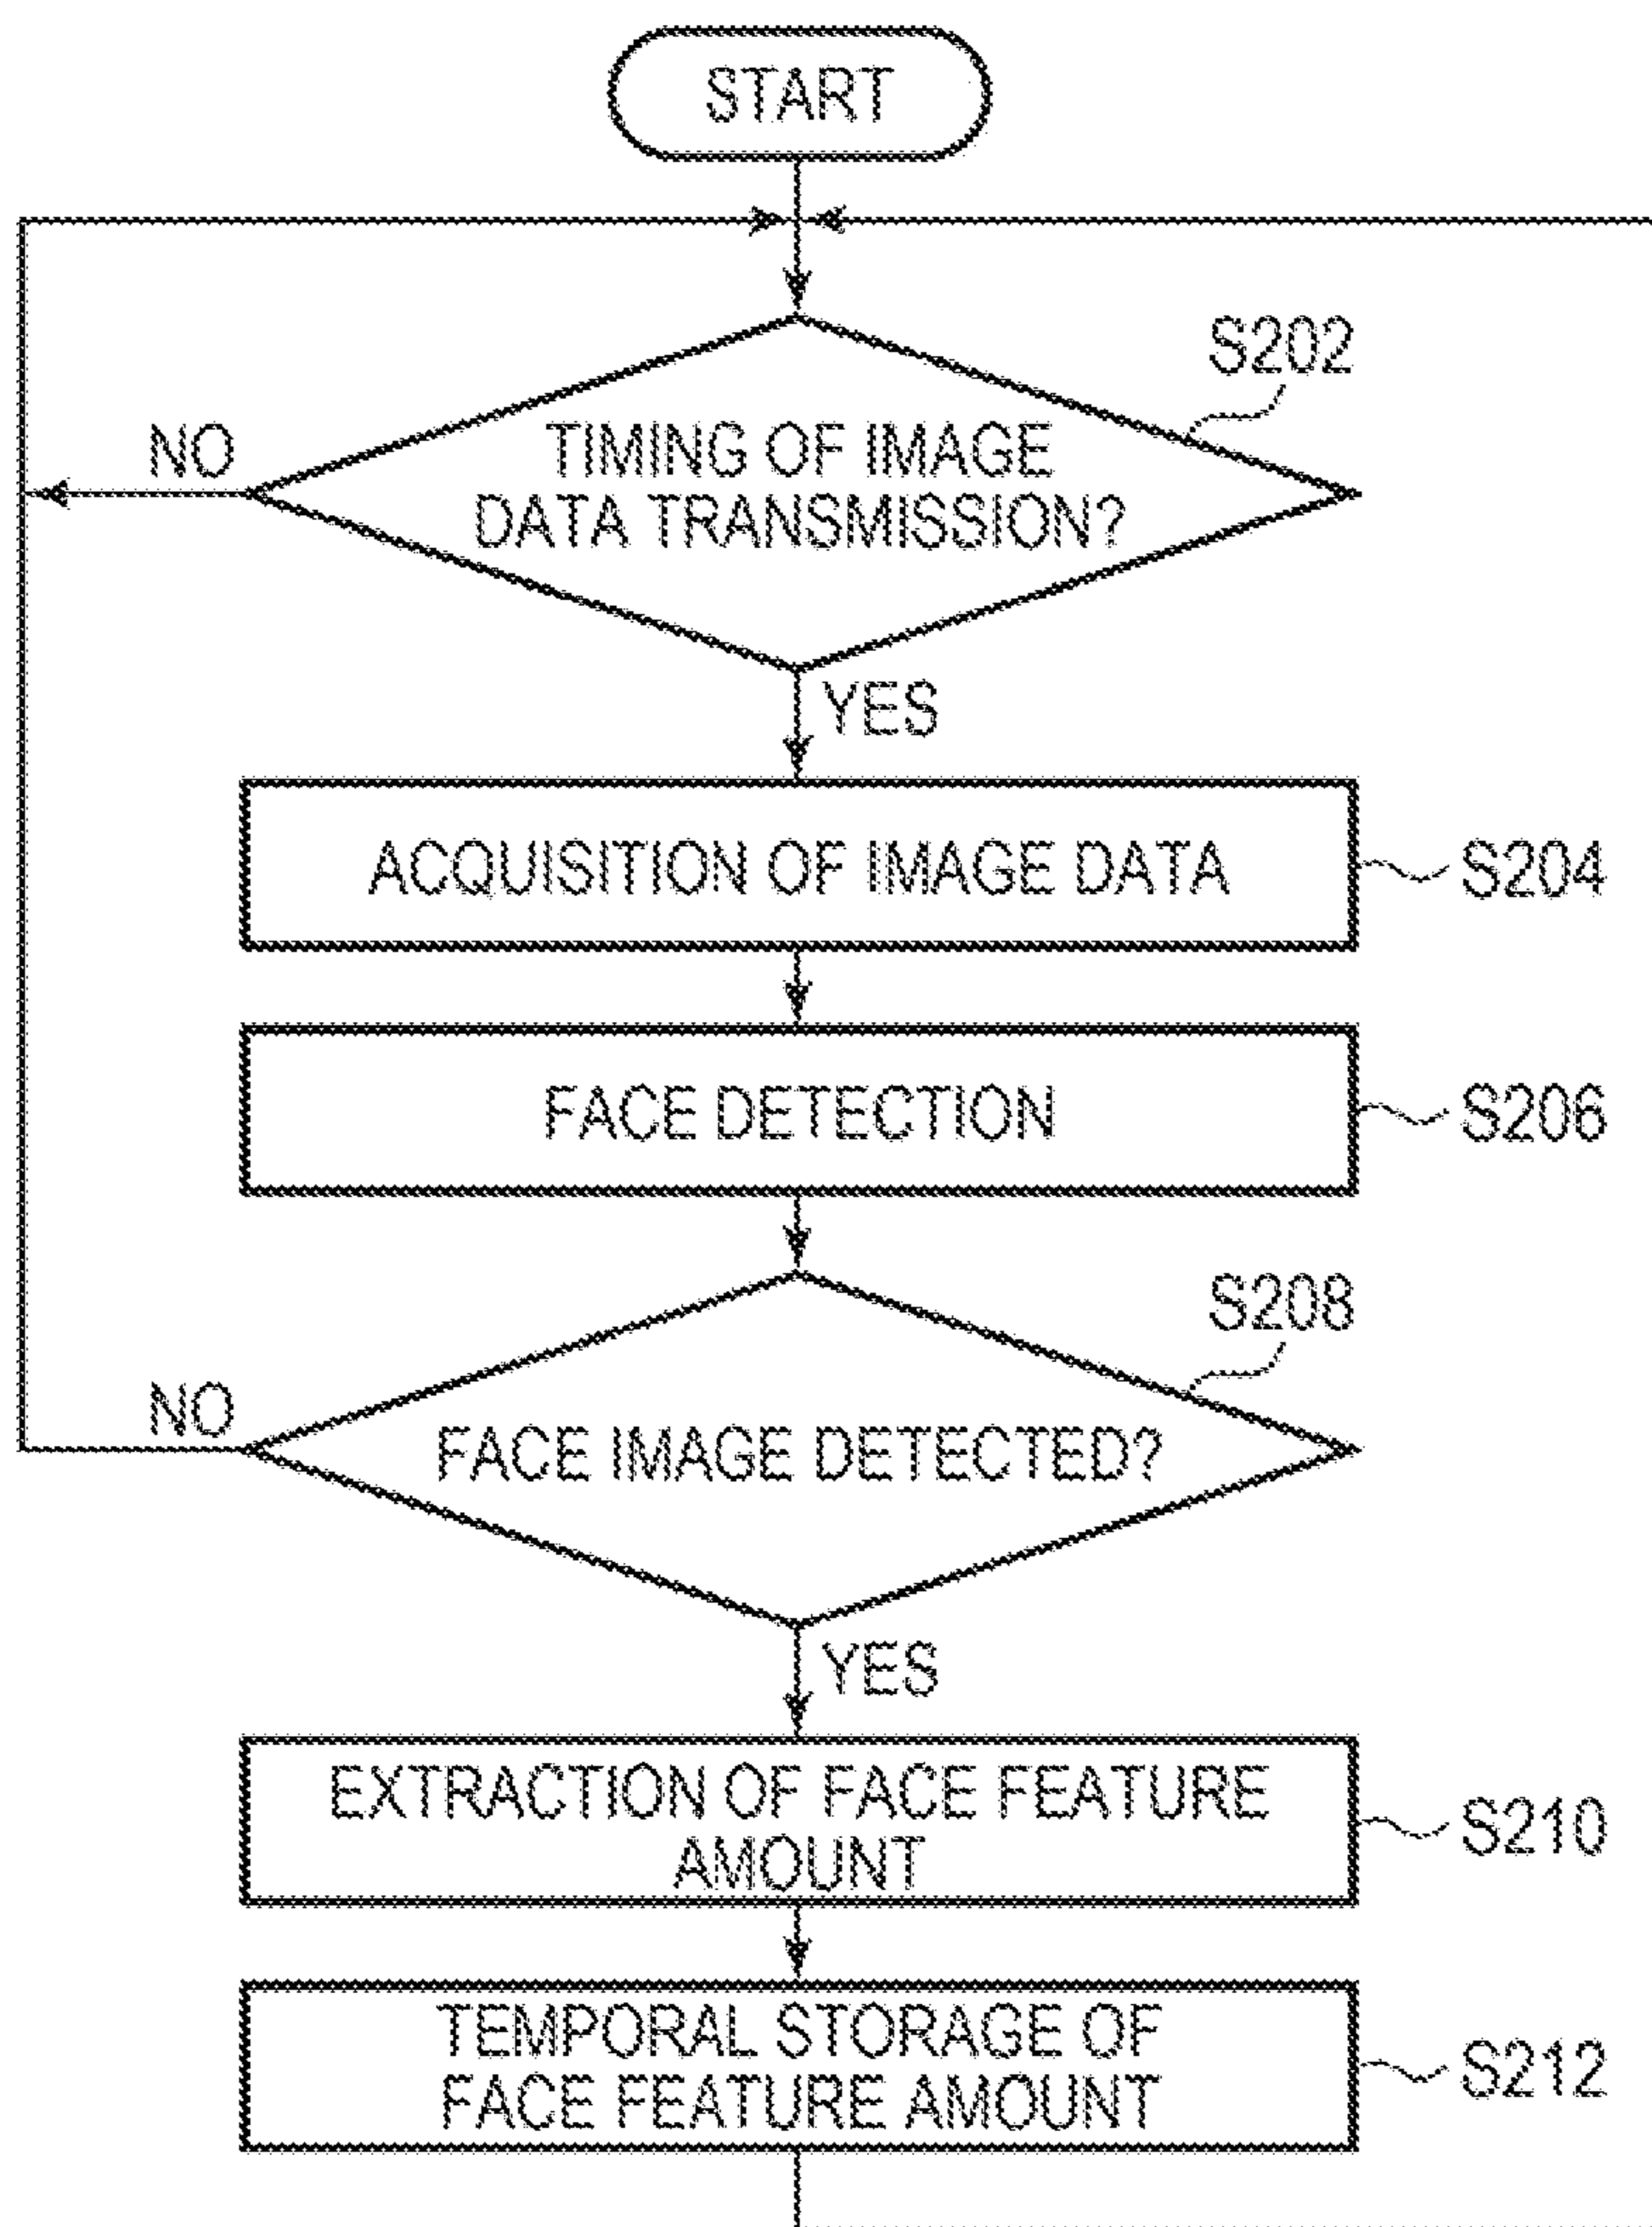 START
S202
NO
TIMING OF IMAGE
DATA TRANSMISSION?
YES
ACQUISITION OF IMAGE DATA
S204
FACE DETECTION
S206
S208
NO
FACE IMAGE DETECTED?
YES
EXTRACTION OF FACE FEATURE
AMOUNT
S210
TEMPORAL STORAGE OF
FACE FEATURE AMOUNT
S212